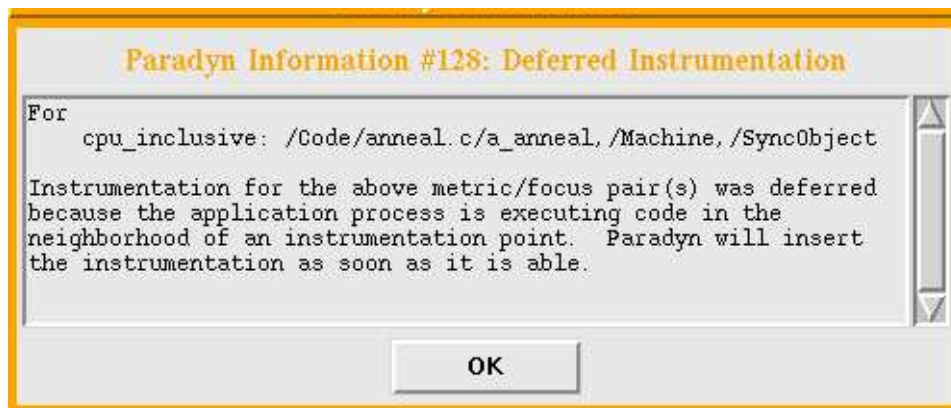 Paradyn Information #128: Deferred Instrumentation
For
cpu_inclusive: /Code/anneal.c/a_anneal,/Machine,/SyncObject
Instrumentation for the above metric/focus pair(s) was deferred
because the application process is executing code in the
neighborhood of an instrumentation point.  Paradyn will insert
the instrumentation as soon as it is able.
OK